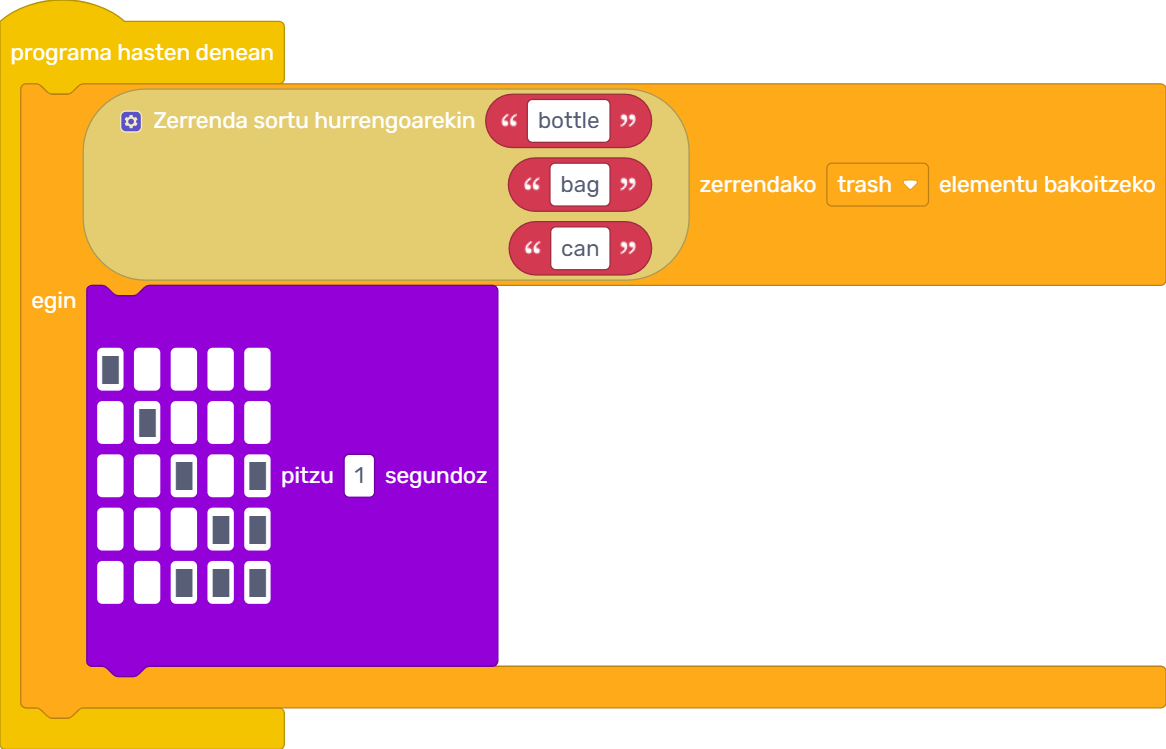 programa hasten denean
Zerrenda sortu hurrengoarekin “ bottle ”
“ bag ” zerrendako trash elementu bakoitzeko
“ can ”
egin
pitzu 1 segundoz